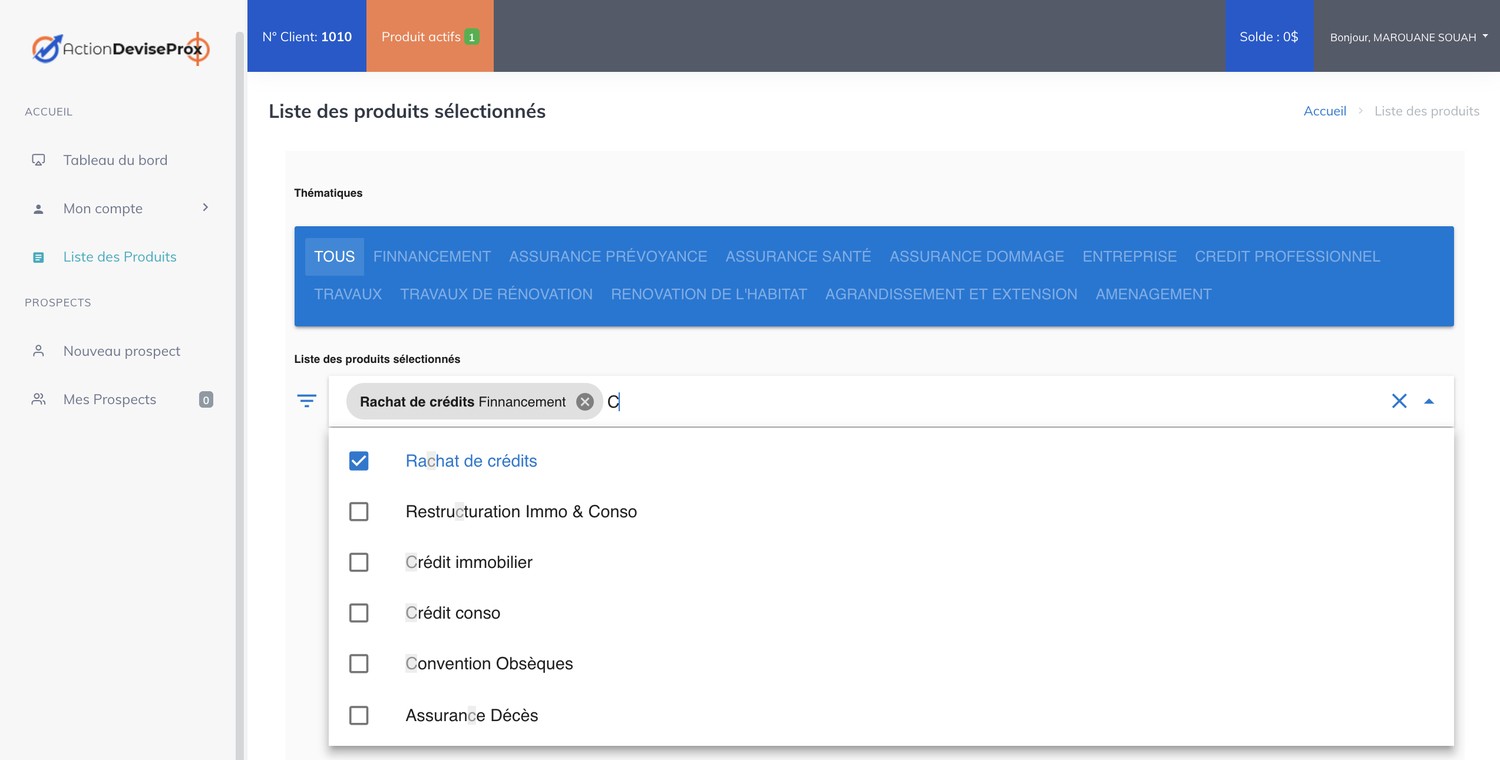 ActionDeviseProx
N° Client: 1010
Produit actifs 1
Solde : 0$
Bonjour, MAROUANE SOUAH
ACCUEIL
Tableau du bord
Mon compte
Liste des Produits
PROSPECTS
Nouveau prospect
Mes Prospects 0
Liste des produits sélectionnés
Accueil > Liste des produits
Thématiques
TOUS FINNANCEMENT ASSURANCE PRÉVOYANCE ASSURANCE SANTÉ ASSURANCE DOMMAGE ENTREPRISE CREDIT PROFESSIONNEL
TRAVAUX TRAVAUX DE RÉNOVATION RENOVATION DE L'HABITAT AGRANDISSEMENT ET EXTENSION AMENAGEMENT
Liste des produits sélectionnés
Rachat de crédits Finnancement C
Rachat de crédits
Restructuration Immo & Conso
Crédit immobilier
Crédit conso
Convention Obsèques
Assurance Décès